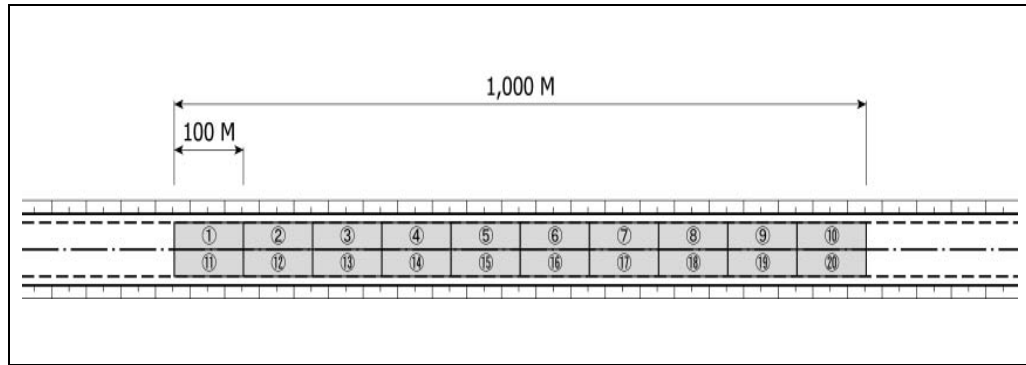 1,000 M
100 M
① ② ③ ④ ⑤ ⑥ ⑦ ⑧ ⑨ ⑩
⑪ ⑫ ⑬ ⑭ ⑮ ⑯ ⑰ ⑱ ⑲ ⑳